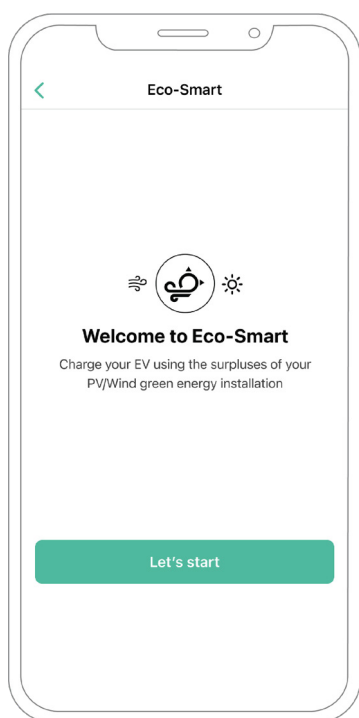 Eco-Smart
Welcome to Eco-Smart
Charge your EV using the surpluses of your
PV/Wind green energy installation
Let's start